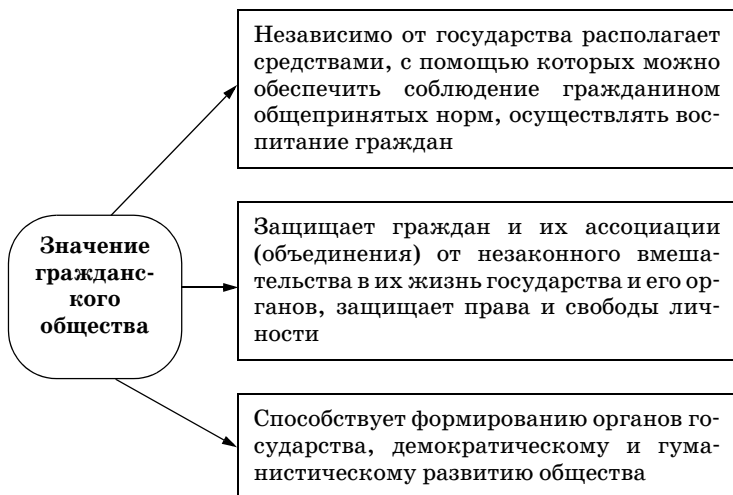 Независимо от государства располагает
средствами, с помощью которых можно
обеспечить соблюдение гражданином
общепринятых норм, осуществлять вос-
питание граждан
Значение
гражданс-
кого
общества
Защищает граждан и их ассоциации
(объединения) от незаконного вмеша-
тельства в их жизнь государства и его ор-
ганов, защищает права и свободы лич-
ности
Способствует формированию органов го-
сударства, демократическому и гума-
нистическому развитию общества